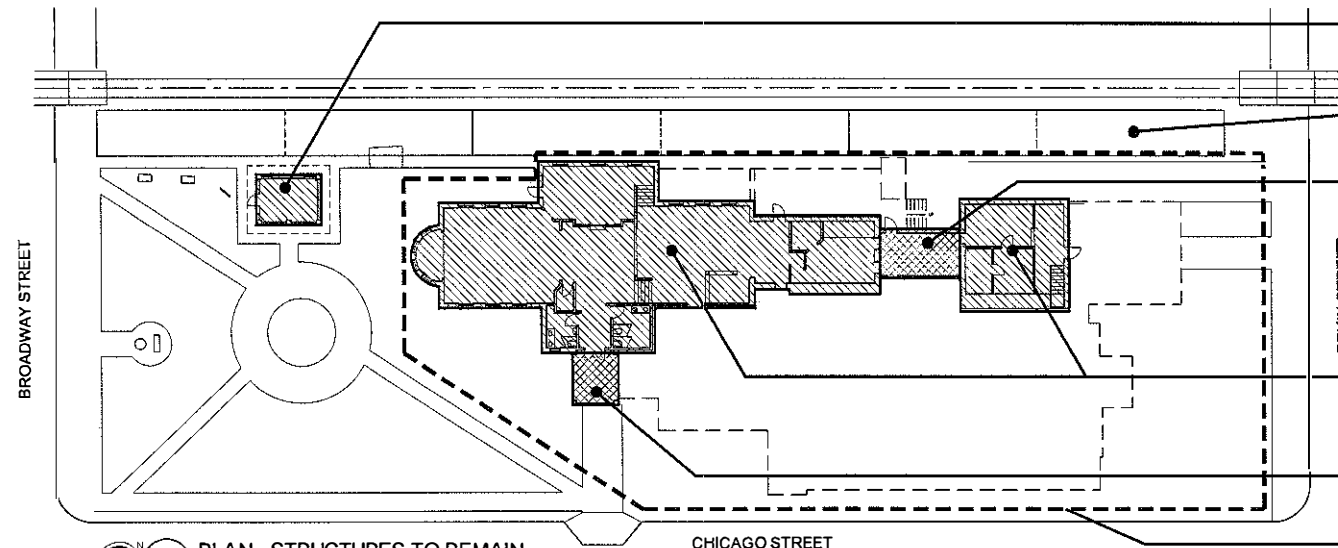 BROADWAY STREET
N
PLAN - STRUCTURES TO REMAIN
CHICAGO STREET